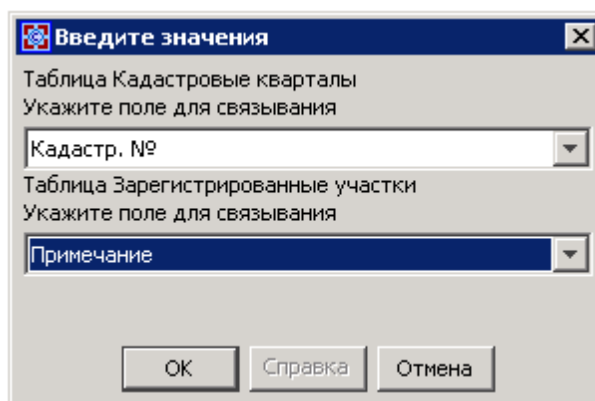 Введите значения
Таблица Кадастровые кварталы
Укажите поле для связывания
Кадастр. №
Таблица Зарегистрированные участки
Укажите поле для связывания
Примечание
ОК Справка Отмена